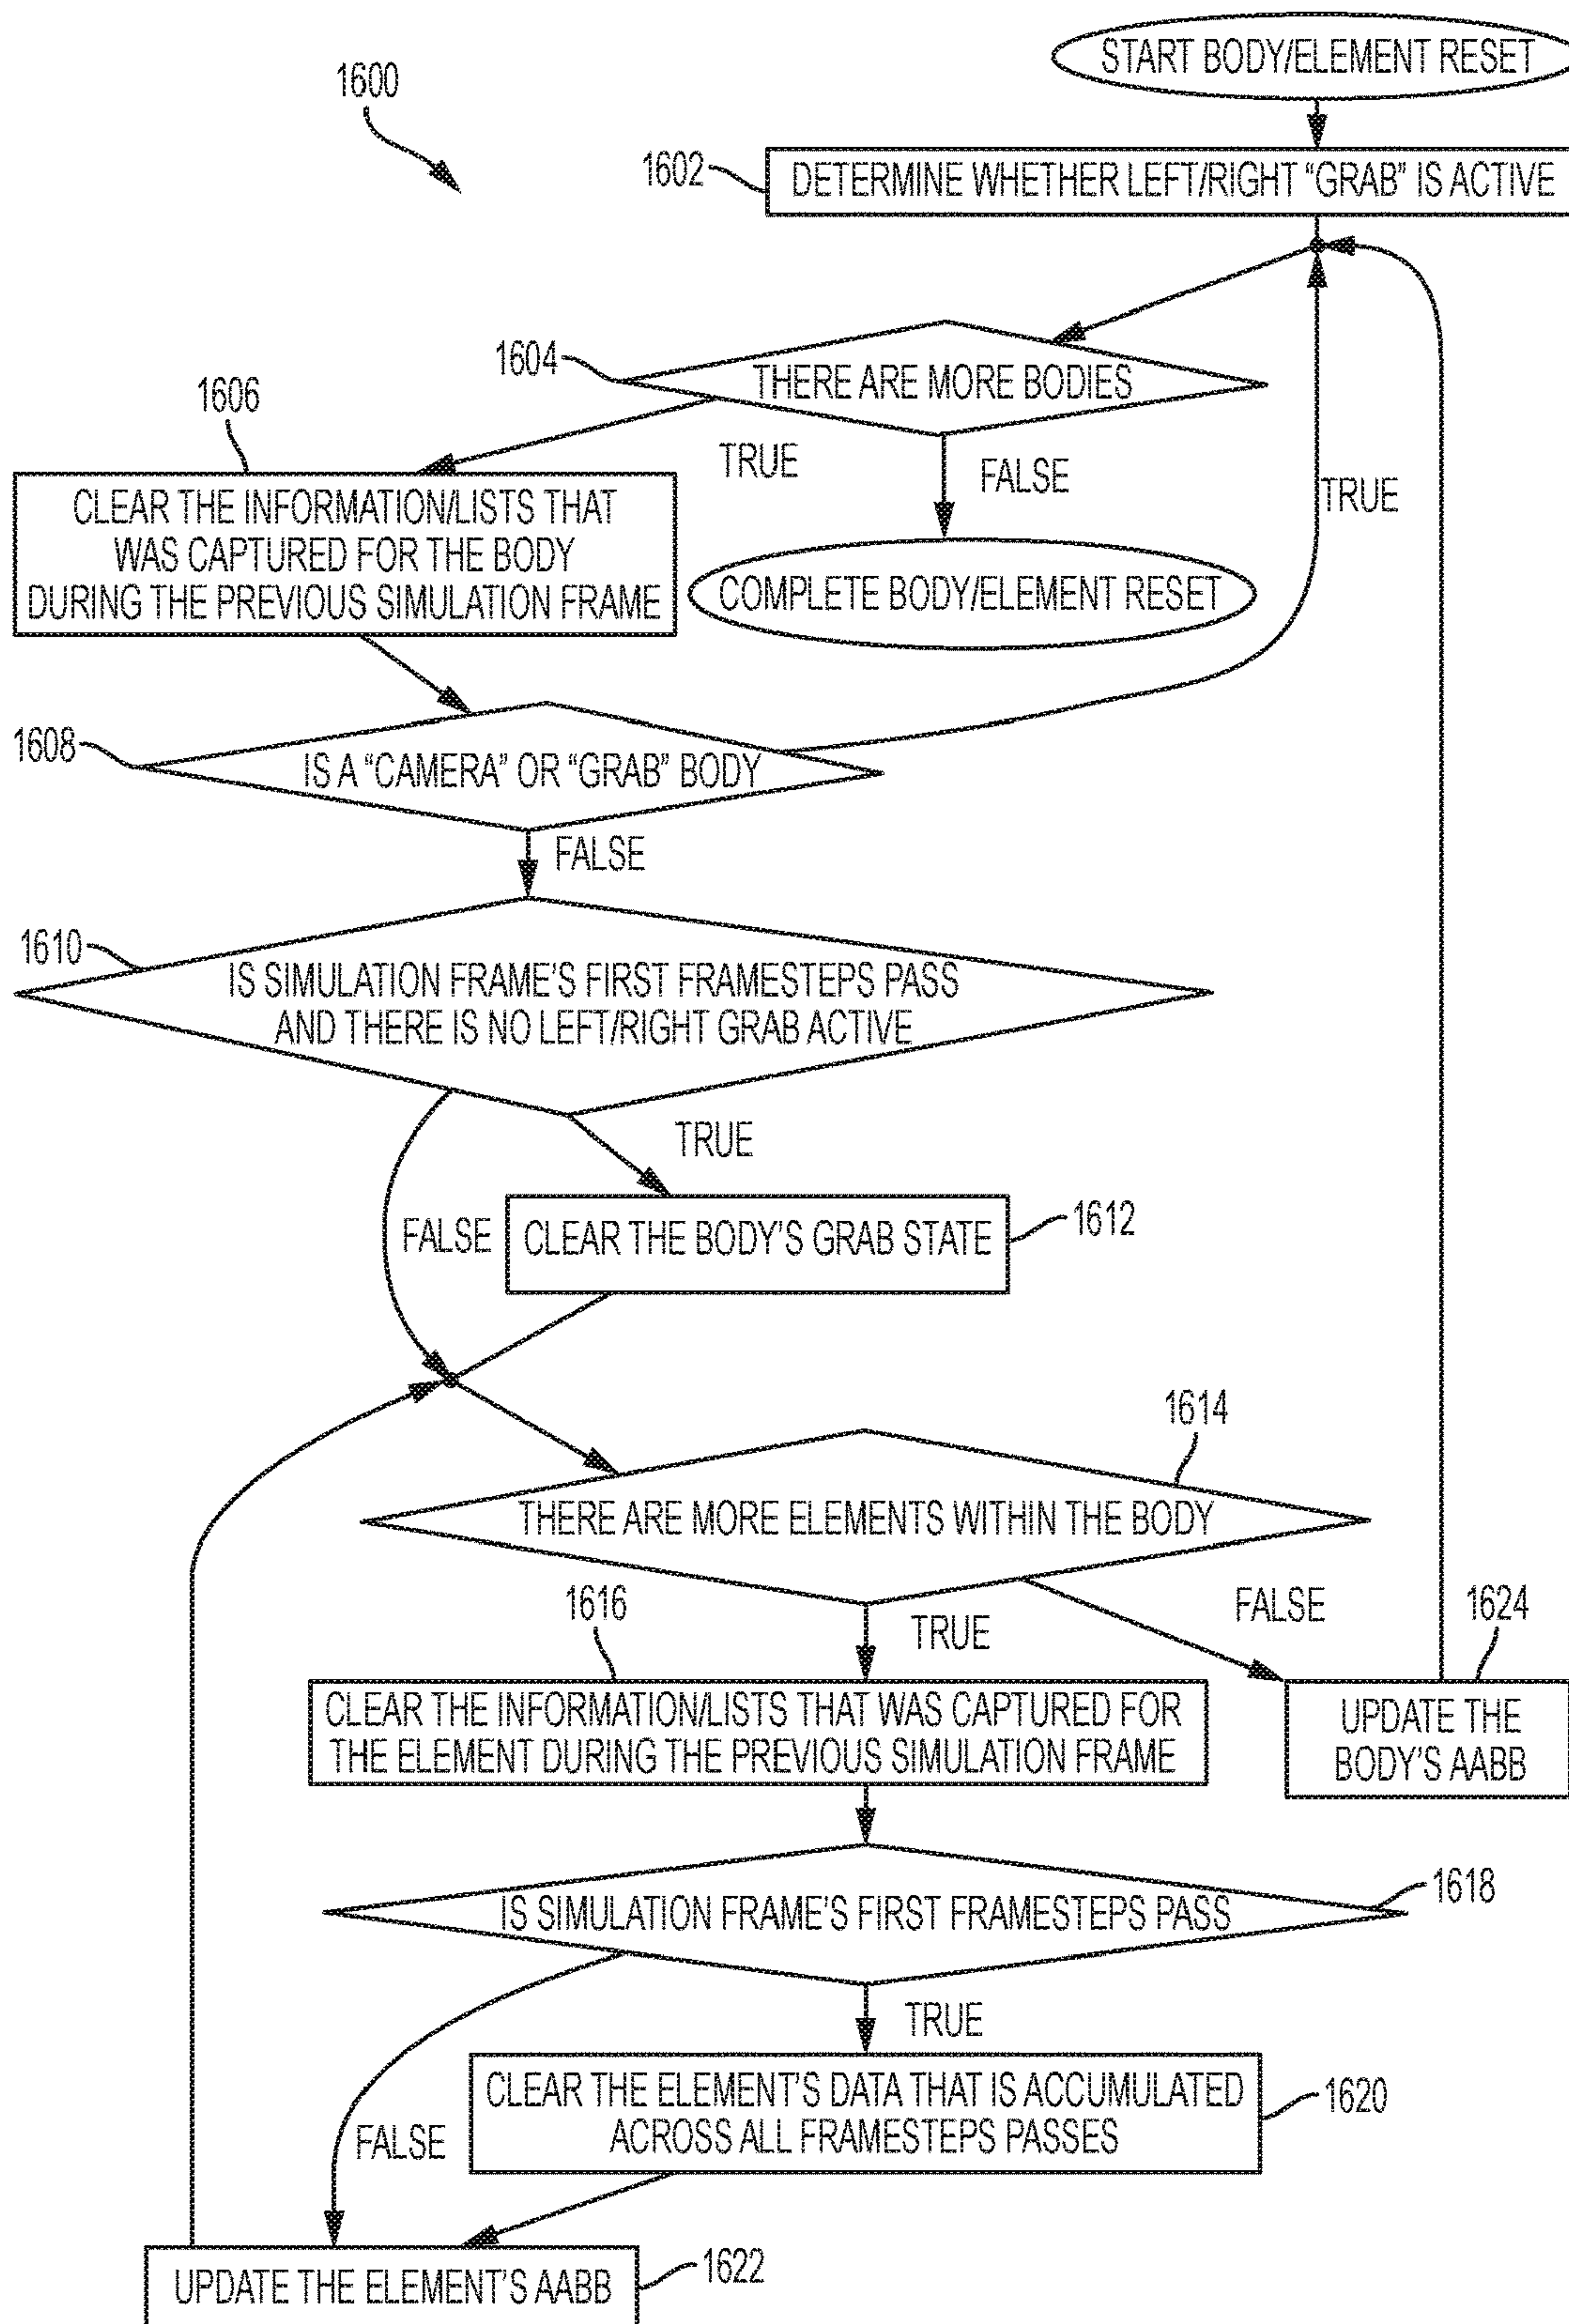 START BODY/ELEMENT RESET
1600
1602
DETERMINE WHETHER LEFT/RIGHT “GRAB” IS ACTIVE
1604
THERE ARE MORE BODIES
1606
TRUE
FALSE
TRUE
CLEAR THE INFORMATION/LISTS THAT
WAS CAPTURED FOR THE BODY
DURING THE PREVIOUS SIMULATION FRAME
COMPLETE BODY/ELEMENT RESET
1608
IS A “CAMERA” OR “GRAB” BODY
FALSE
1610
IS SIMULATION FRAME’S FIRST FRAMESTEPS PASS
AND THERE IS NO LEFT/RIGHT GRAB ACTIVE
TRUE
FALSE
CLEAR THE BODY’S GRAB STATE
1612
1614
THERE ARE MORE ELEMENTS WITHIN THE BODY
1616
TRUE
FALSE
1624
CLEAR THE INFORMATION/LISTS THAT WAS CAPTURED FOR
THE ELEMENT DURING THE PREVIOUS SIMULATION FRAME
UPDATE THE
BODY’S AABB
1618
IS SIMULATION FRAME’S FIRST FRAMESTEPS PASS
TRUE
CLEAR THE ELEMENT’S DATA THAT IS ACCUMULATED
ACROSS ALL FRAMESTEPS PASSES
1620
FALSE
UPDATE THE ELEMENT’S AABB
1622